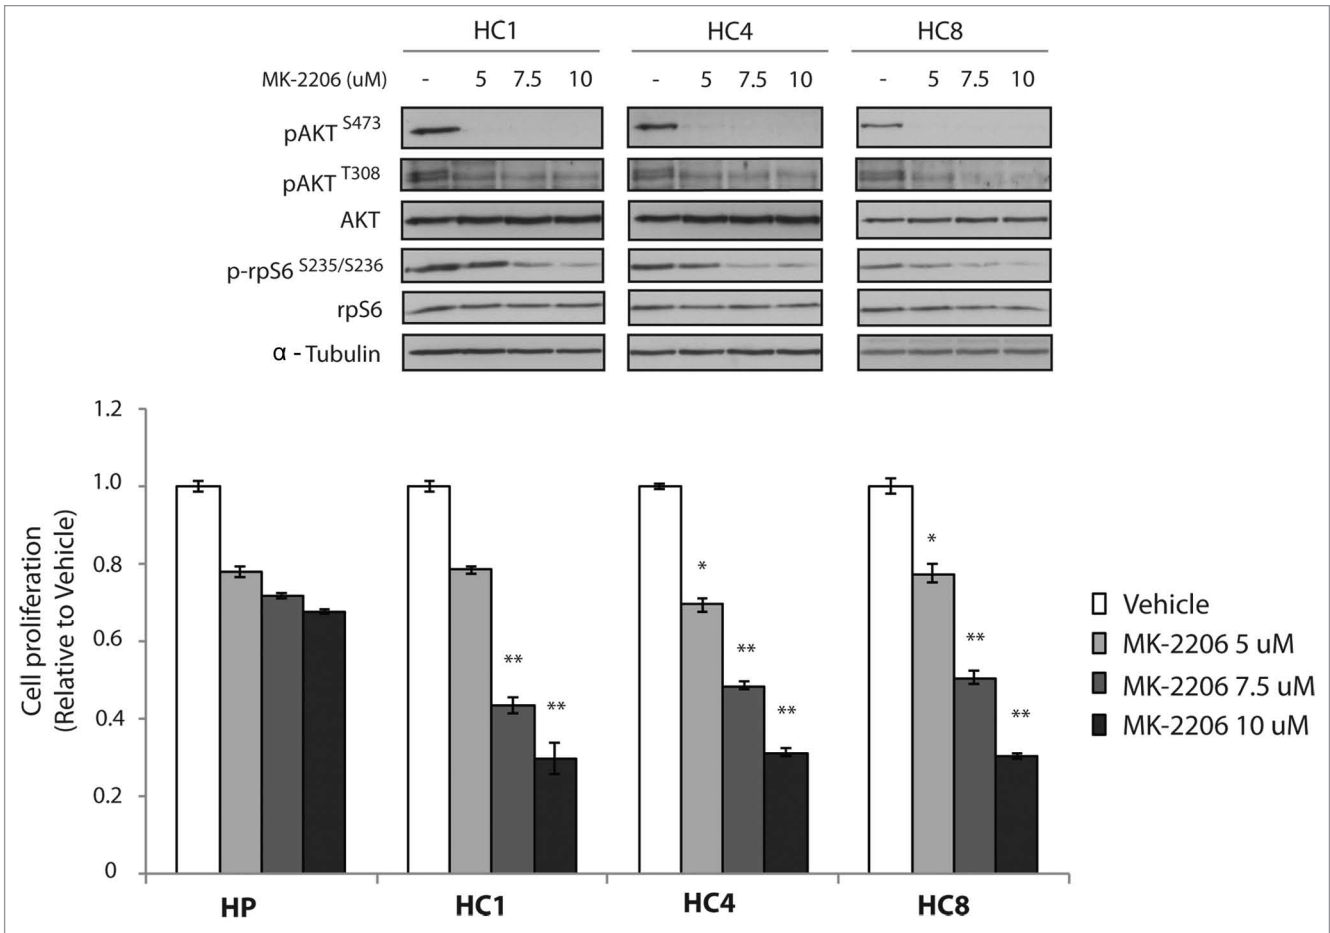 HC1 HC4 HC8
MK-2206 (uM) - 5 7.5 10 - 5 7.5 10 - 5 7.5 10
pAKT S473
pAKT T308
AKT
p-rpS6 S235/S236
rpS6
α - Tubulin
1.2
1.0
0.8
0.6
0.4
0.2
0
Cell proliferation
(Relative to Vehicle)
** ** * ** ** * ** **
Vehicle
MK-2206 5 uM
MK-2206 7.5 uM
MK-2206 10 uM
HP HC1 HC4 HC8